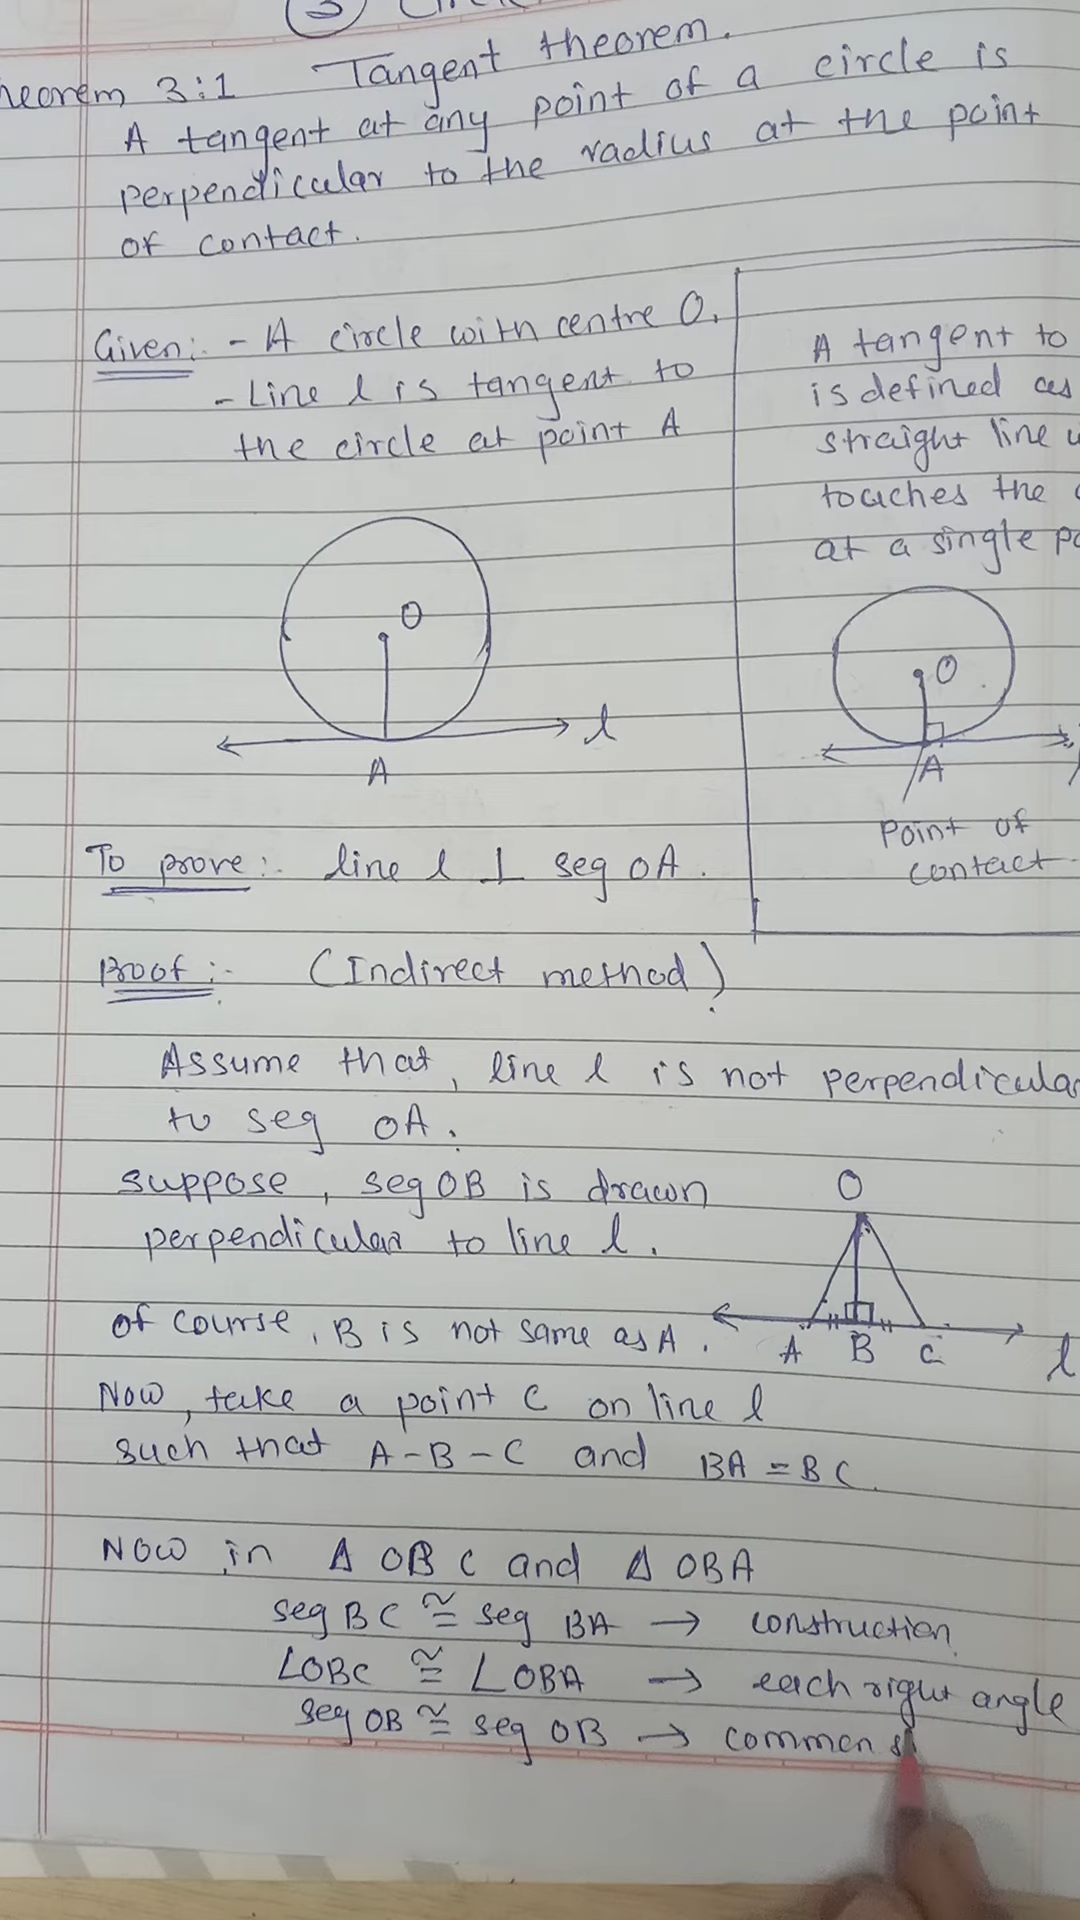 3:1 Tangent theorem.
A tangent at any point of a circle is
perpendicular to the radius at the point
of contact.
Given:- - A circle with centre O.
- Line l is tangent to
the circle at point A
A tangent to
is defined as
straight line
touches the
at a single
O
l
A
O
A
Point of
contact
To prove:- line l ⊥ seg OA.
Proof:- (Indirect method)
Assume that, line l is not perpendicular
to seg OA.
suppose, seg OB is drawn
perpendicular to line l.
of course, B is not same as A.
O
A B C l
Now, take a point C on line l
such that A-B-C and BA = BC.
Now in Δ OBC and Δ OBA
seg BC ≅ seg BA → construction
∠OBC ≅ ∠OBA → each right angle
seg OB ≅ seg OB → common